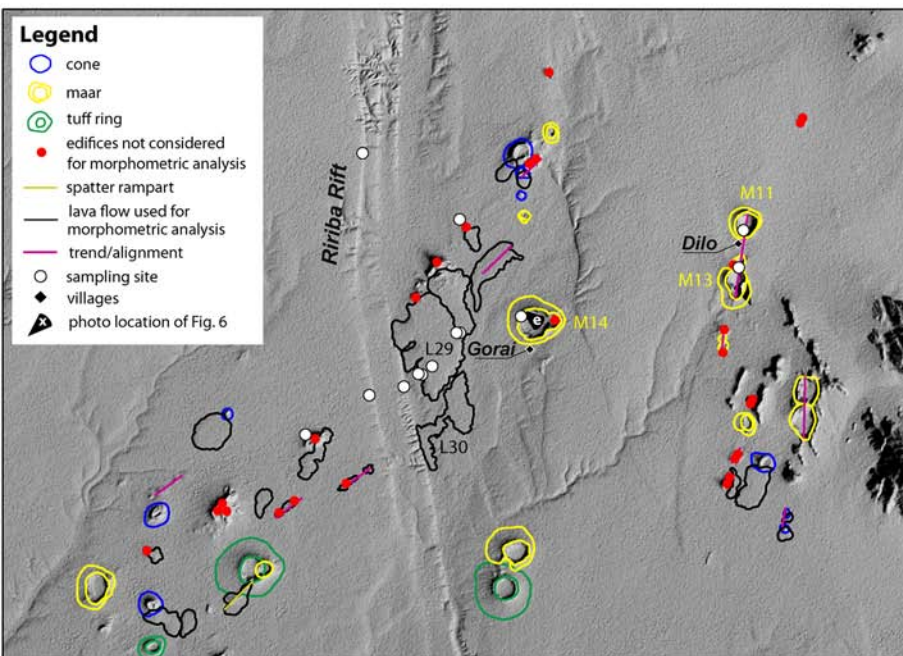 Legend
cone
maar
tuff ring
edifices not considered
for morphometric analysis
spatter rampart
lava flow used for
morphometric analysis
trend/alignment
sampling site
villages
x photo location of Fig. 6
Ririba Rift
M11
Dilo
M13
e
M14
L29
Gorai
L30